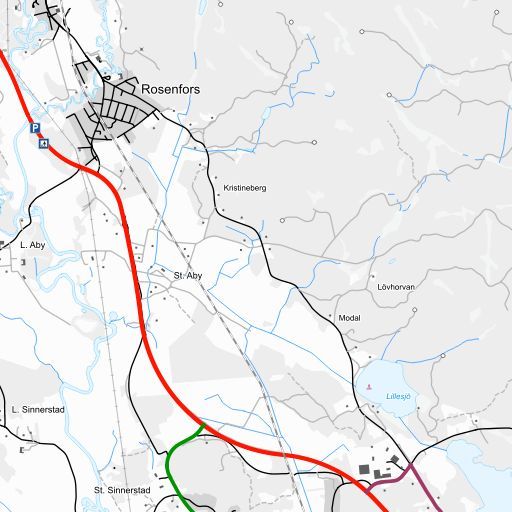 Rosenfors
P
Kristineberg
L. Aby
St. Aby
Lövhorvan
Modal
Lillesjö
L. Sinnerstad
St. Sinnerstad